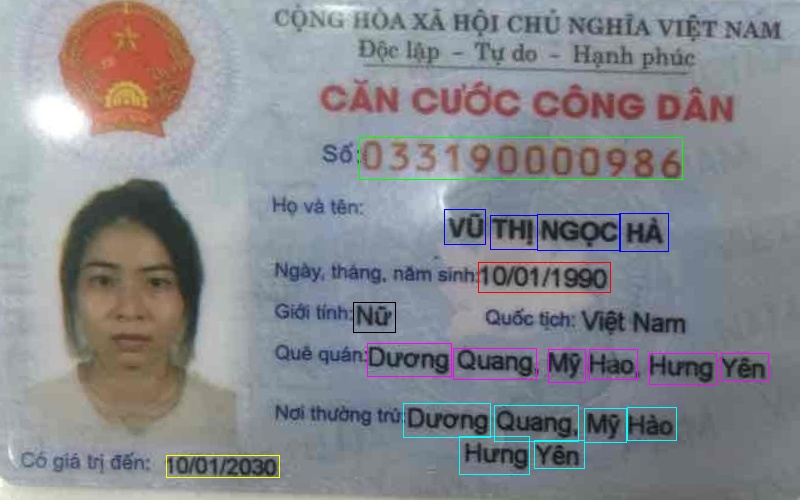 CỘNG HÒA XÃ HỘI CHỦ NGHĨA VIỆT NAM
Độc lập - Tự do - Hạnh phúc
CĂN CƯỚC CÔNG DÂN
Số: 033190000986
Họ và tên:
VŨ THỊ NGỌC HÀ
Ngày, tháng, năm sinh: 10/01/1990
Giới tính: Nữ Quốc tịch: Việt Nam
Quê quán: Dương Quang, Mỹ Hào, Hưng Yên
Nơi thường trú: Dương Quang, Mỹ Hào
Hưng Yên
Có giá trị đến: 10/01/2030